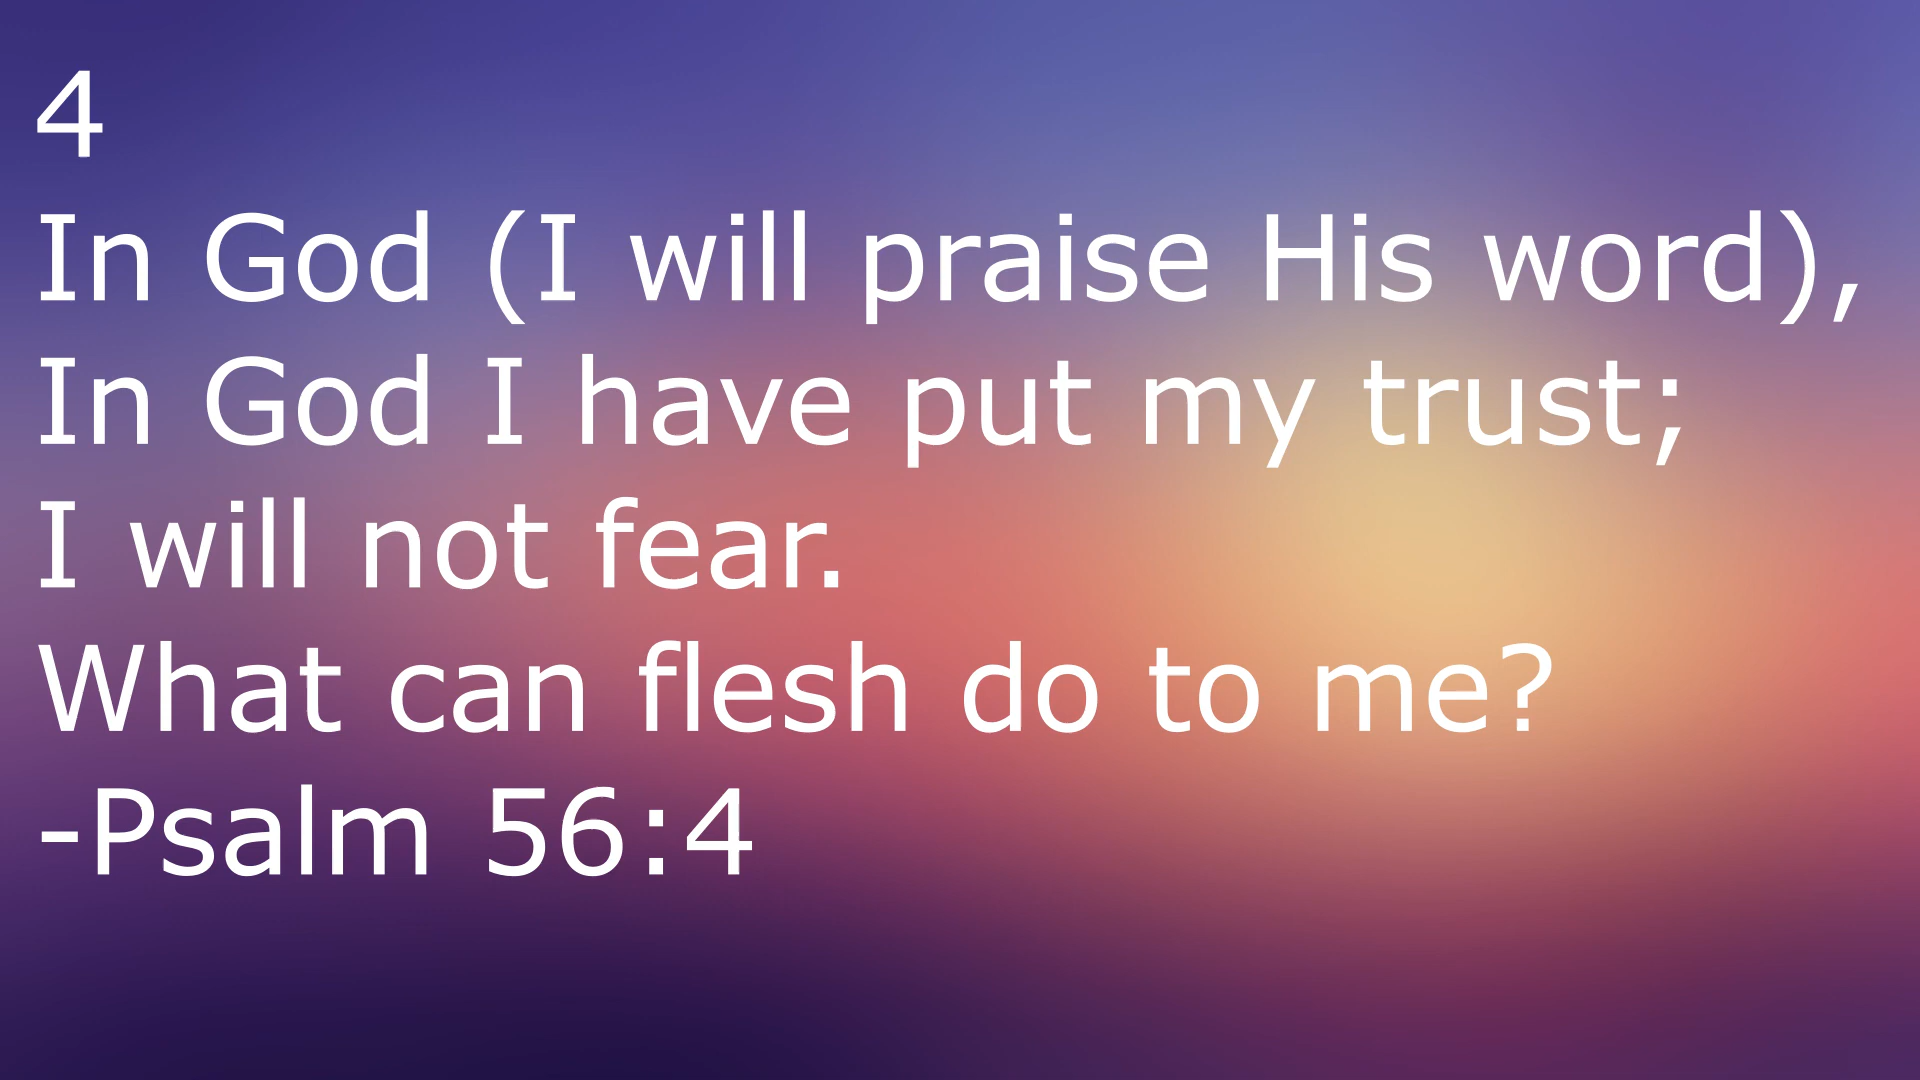 4
In God (I will praise His word),
In God I have put my trust;
I will not fear.
What can flesh do to me?
-Psalm 56:4